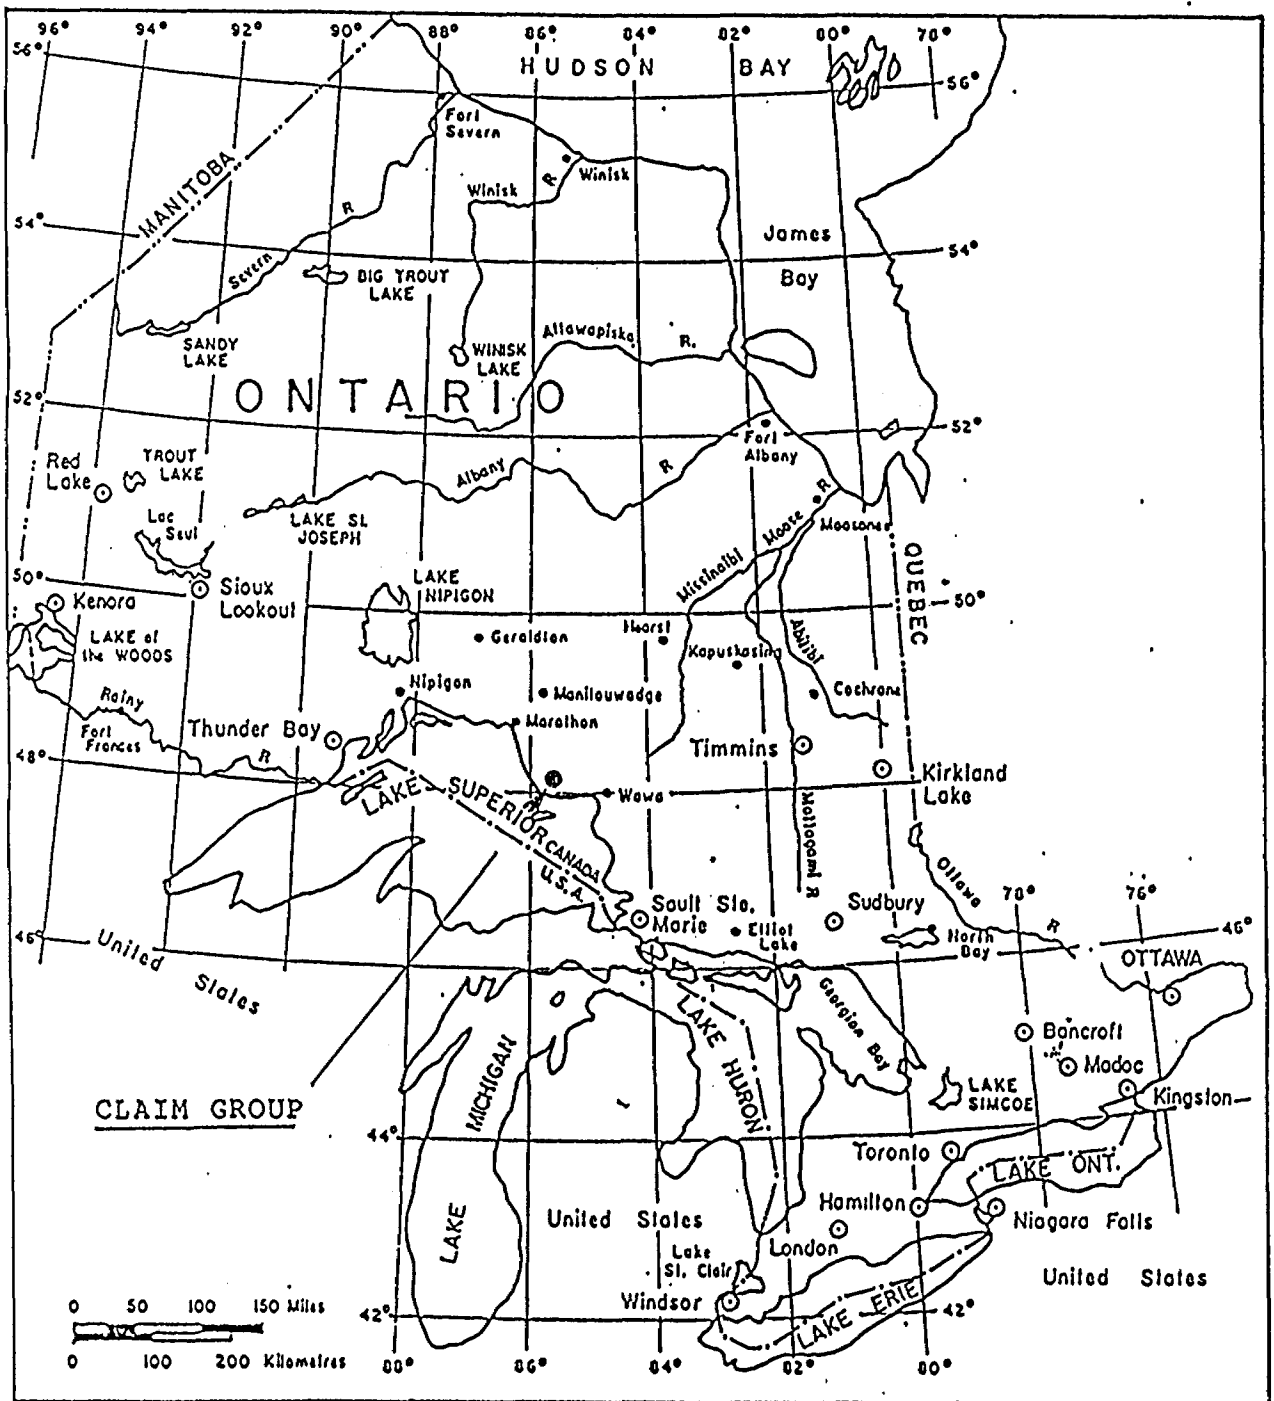 96° 94° 92° 90° 88° 86° 84° 82° 80° 78°
56°
HUDSON BAY
56°
Fort
Severn
MANITOBA
Winisk R
Winisk
R
54°
Severn
James
Bay
54°
BIG TROUT
LAKE
SANDY
LAKE
WINISK
LAKE
Attawapiska R.
52°
ONTARIO
52°
Fort
Albany
Red
Lake
TROUT
LAKE
Albany R
Lac
Seul
LAKE St.
JOSEPH
R
Moose
Moosonee
Missinaibi
QUEBEC
50°
Kenora
Sioux
Lookout
LAKE
NIPIGON
50°
LAKE of
the WOODS
Geraldton
Hearst
Kapuskasing
Abitibi
Rainy
Nipigon
Manitouwadge
Cochrane
Fort
Frances
R
Thunder Bay
Marathon
Timmins
48°
Kirkland
Lake
LAKE SUPERIOR
Wawa
Mattagami R
CANADA
U.S.A.
Ottawa
R
78° 76°
Sault Ste.
Marie
Elliot
Lake
Sudbury
North
Bay
46°
46°
United
States
OTTAWA
Georgian Bay
LAKE HURON
Bancroft
Madoc
LAKE
SIMCOE
Kingston
CLAIM GROUP
LAKE MICHIGAN
44°
Toronto
LAKE ONT.
Hamilton
Niagara Falls
United States
London
Lake
St. Clair
United States
Windsor
LAKE ERIE
42°
42°
0 50 100 150 Miles
0 100 200 Kilometres
88° 86° 84° 82° 80°